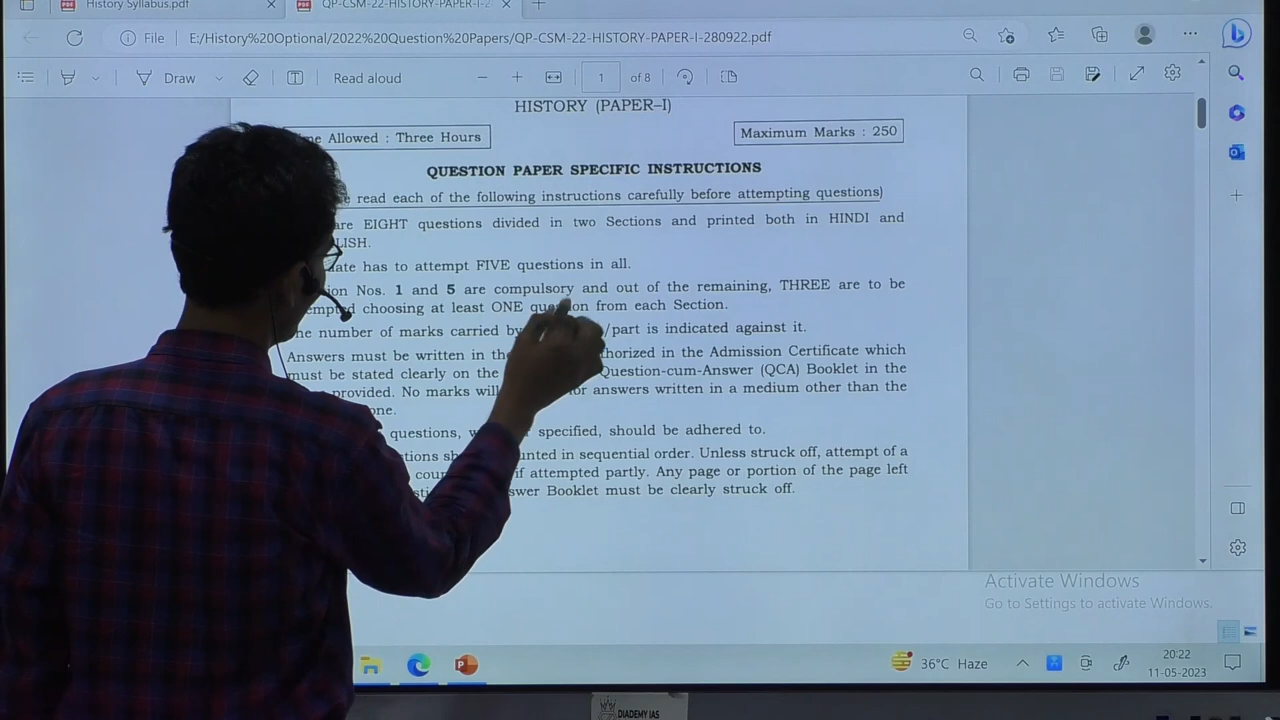 History Syllabus.pdf
QP-CSM-22-HISTORY-PAPER-I-2
File E:/History%20Optional/2022%20Question%20Papers/QP-CSM-22-HISTORY-PAPER-I-280922.pdf
Draw Read aloud 1 of 8
HISTORY (PAPER–I)
Allowed : Three Hours
Maximum Marks : 250
QUESTION PAPER SPECIFIC INSTRUCTIONS
read each of the following instructions carefully before attempting questions)
are EIGHT questions divided in two Sections and printed both in HINDI and
LISH.
has to attempt FIVE questions in all.
Nos. 1 and 5 are compulsory and out of the remaining, THREE are to be
choosing at least ONE question from each Section.
number of marks carried by /part is indicated against it.
Answers must be written in the thorized in the Admission Certificate which
must be stated clearly on the Question-cum-Answer (QCA) Booklet in the
provided. No marks will answers written in a medium other than the
one.
questions, specified, should be adhered to.
unted in sequential order. Unless struck off, attempt of a
if attempted partly. Any page or portion of the page left
swer Booklet must be clearly struck off.
Activate Windows
Go to Settings to activate Windows.
36°C Haze
20:22
11-05-2023
DIADEMY IAS